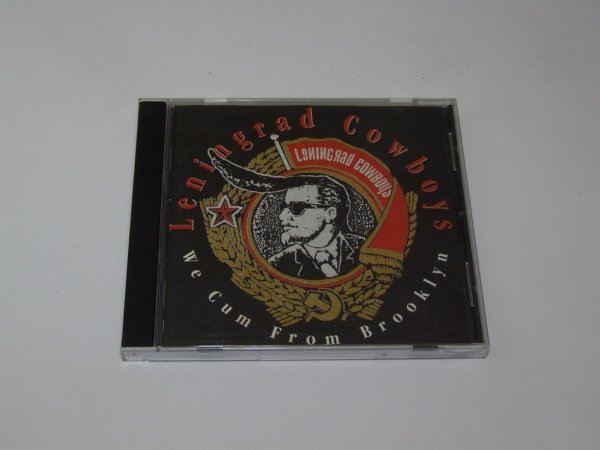 Leningrad Cowboys
LENINGRAD COWBOYS
We Cum From Brooklyn